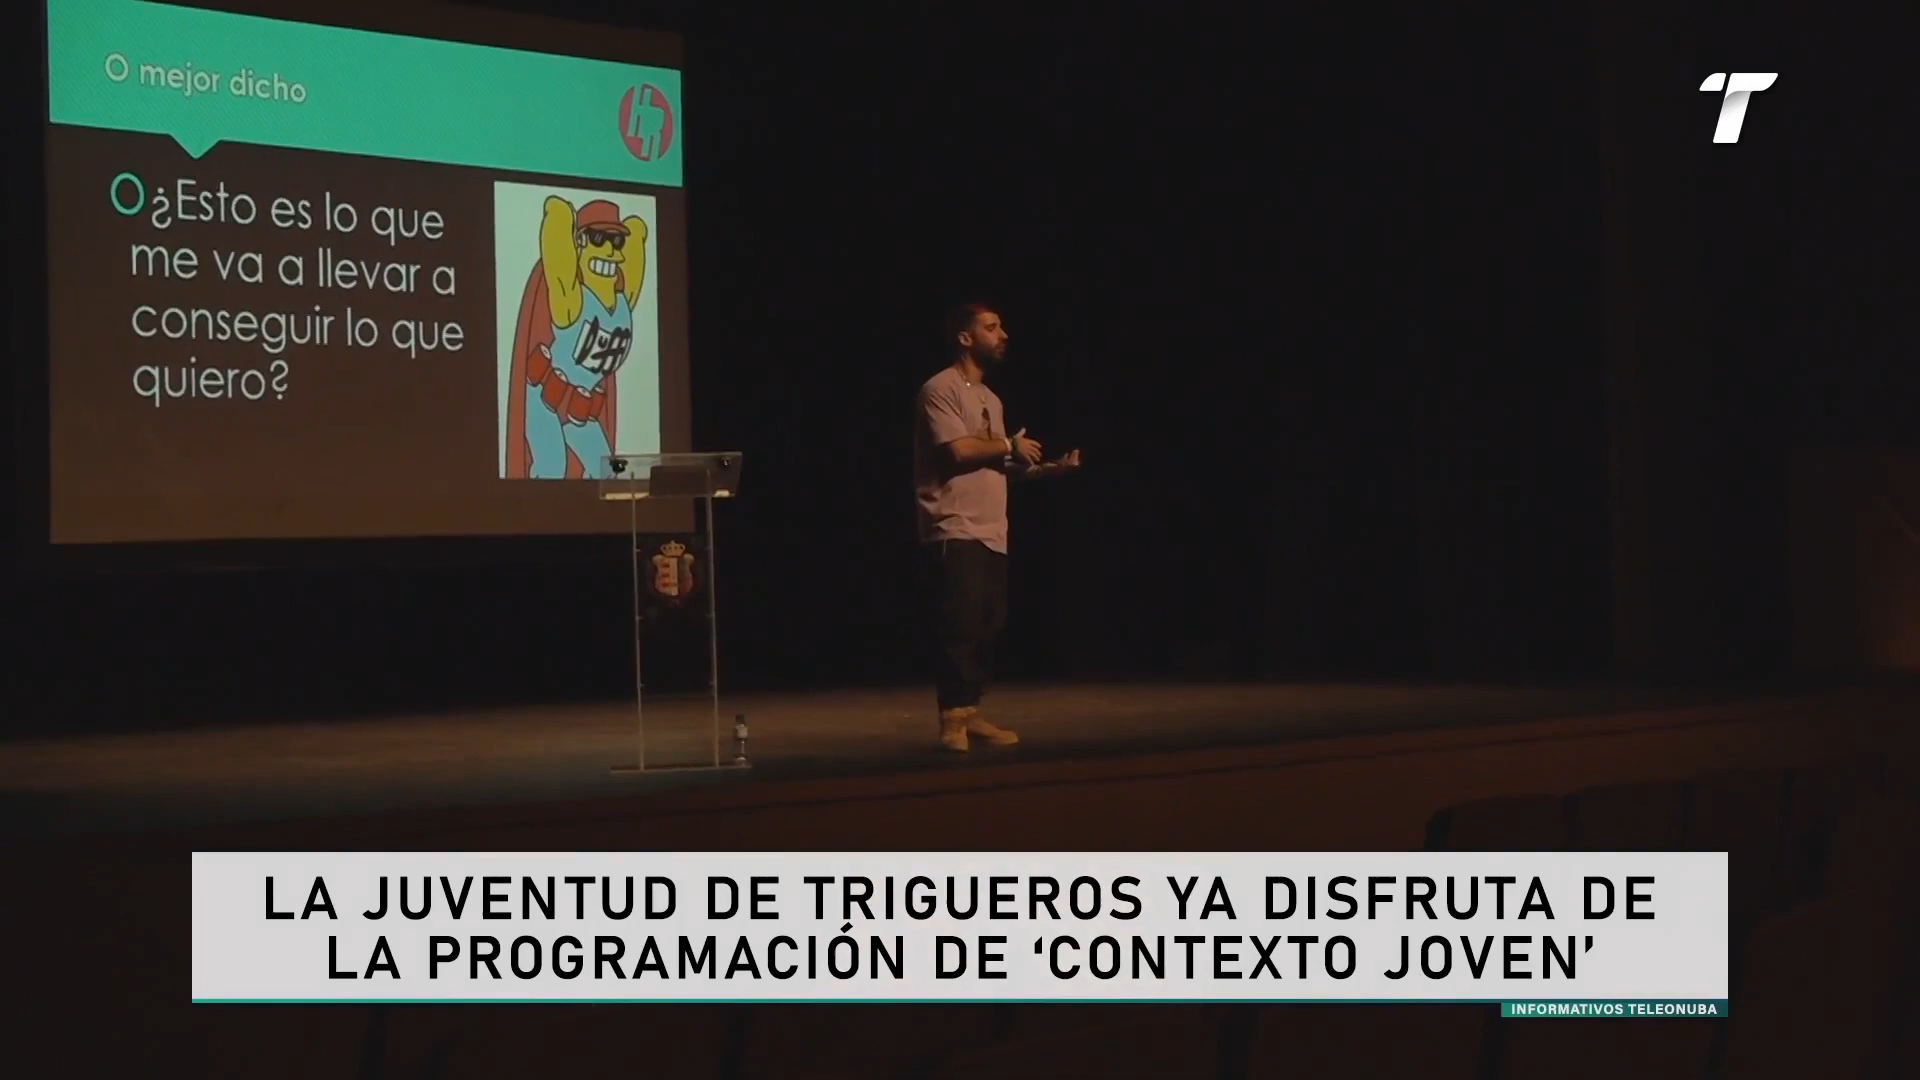 O mejor dicho
¿Esto es lo que
me va a llevar a
conseguir lo que
quiero?
Duff
LA JUVENTUD DE TRIGUEROS YA DISFRUTA DE
LA PROGRAMACIÓN DE ‘CONTEXTO JOVEN’
INFORMATIVOS TELEONUBA